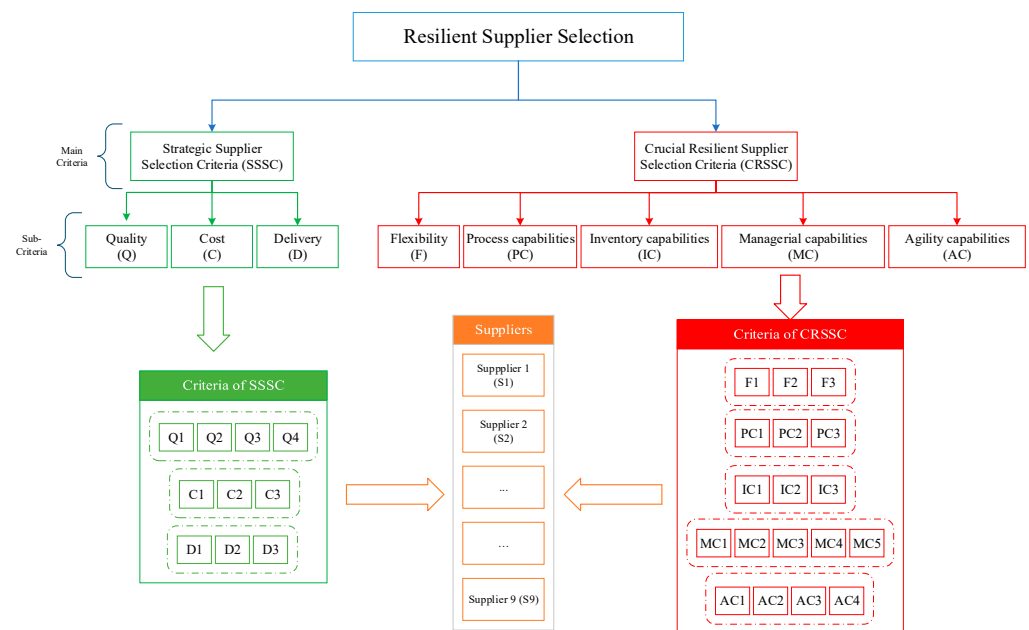 Resilient Supplier Selection
Main
Criteria
Strategic Supplier
Selection Criteria (SSSC)
Crucial Resilient Supplier
Selection Criteria (CRSSC)
Sub-
Criteria
Quality
(Q)
Cost
(C)
Delivery
(D)
Flexibility
(F)
Process capabilities
(PC)
Inventory capabilities
(IC)
Managerial capabilities
(MC)
Agility capabilities
(AC)
Criteria of SSSC
Q1 Q2 Q3 Q4
C1 C2 C3
D1 D2 D3
Suppliers
Suppplier 1
(S1)
Supplier 2
(S2)
...
...
Supplier 9 (S9)
Criteria of CRSSC
F1 F2 F3
PC1 PC2 PC3
IC1 IC2 IC3
MC1 MC2 MC3 MC4 MC5
AC1 AC2 AC3 AC4